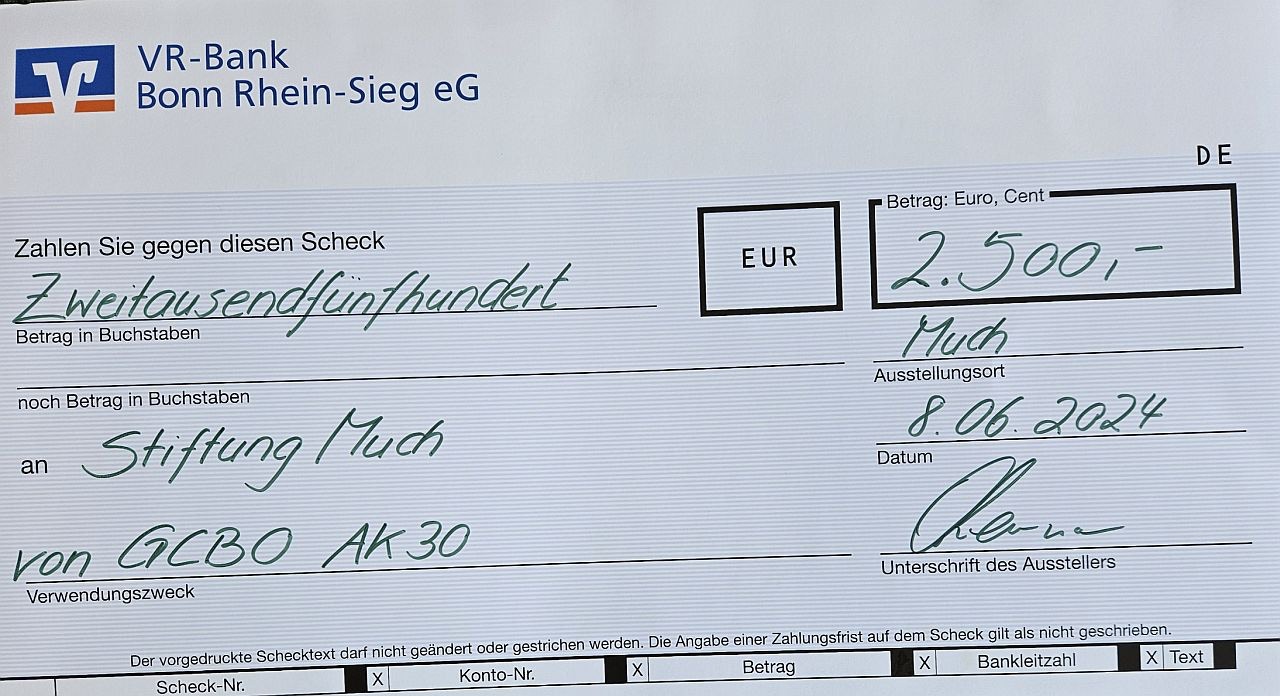 VR-Bank
Bonn Rhein-Sieg eG
DE
Zahlen Sie gegen diesen Scheck
Zweitausendfünfhundert
Betrag in Buchstaben
noch Betrag in Buchstaben
EUR
Betrag: Euro, Cent
2.500,-
Much
Ausstellungsort
an Stiftung Much
8.06.2024
Datum
von GCBO AK30
Verwendungszweck
Unterschrift des Ausstellers
Der vorgedruckte Schecktext darf nicht geändert oder gestrichen werden. Die Angabe einer Zahlungsfrist auf dem Scheck gilt als nicht geschrieben.
Scheck-Nr. X Konto-Nr. X Betrag X Bankleitzahl X Text